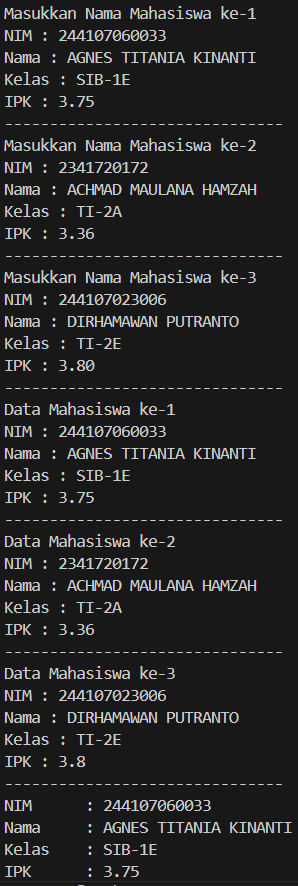 Masukkan Nama Mahasiswa ke-1
NIM : 244107060033
Nama : AGNES TITANIA KINANTI
Kelas : SIB-1E
IPK : 3.75
-------------------------------
Masukkan Nama Mahasiswa ke-2
NIM : 2341720172
Nama : ACHMAD MAULANA HAMZAH
Kelas : TI-2A
IPK : 3.36
-------------------------------
Masukkan Nama Mahasiswa ke-3
NIM : 244107023006
Nama : DIRHAMAWAN PUTRANTO
Kelas : TI-2E
IPK : 3.80
-------------------------------
Data Mahasiswa ke-1
NIM : 244107060033
Nama : AGNES TITANIA KINANTI
Kelas : SIB-1E
IPK : 3.75
-------------------------------
Data Mahasiswa ke-2
NIM : 2341720172
Nama : ACHMAD MAULANA HAMZAH
Kelas : TI-2A
IPK : 3.36
-------------------------------
Data Mahasiswa ke-3
NIM : 244107023006
Nama : DIRHAMAWAN PUTRANTO
Kelas : TI-2E
IPK : 3.8
-------------------------------
NIM      : 244107060033
Nama     : AGNES TITANIA KINANTI
Kelas    : SIB-1E
IPK      : 3.75